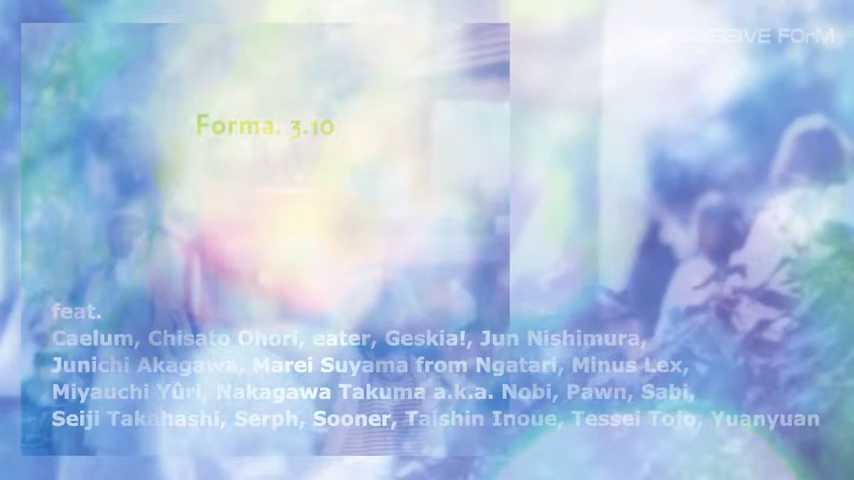 FOrM
Forma. 3.10
feat.
Caelum, Chisato Ohori, eater, Geskia!, Jun Nishimura,
Junichi Akagawa, Marei Suyama from Ngatari, Minus Lex,
Miyauchi Yûri, Nakagawa Takuma a.k.a. Nobi, Pawn, Sabi,
Seiji Takahashi, Serph, Sooner, Taishin Inoue, Tessei Tojo, Yuanyuan